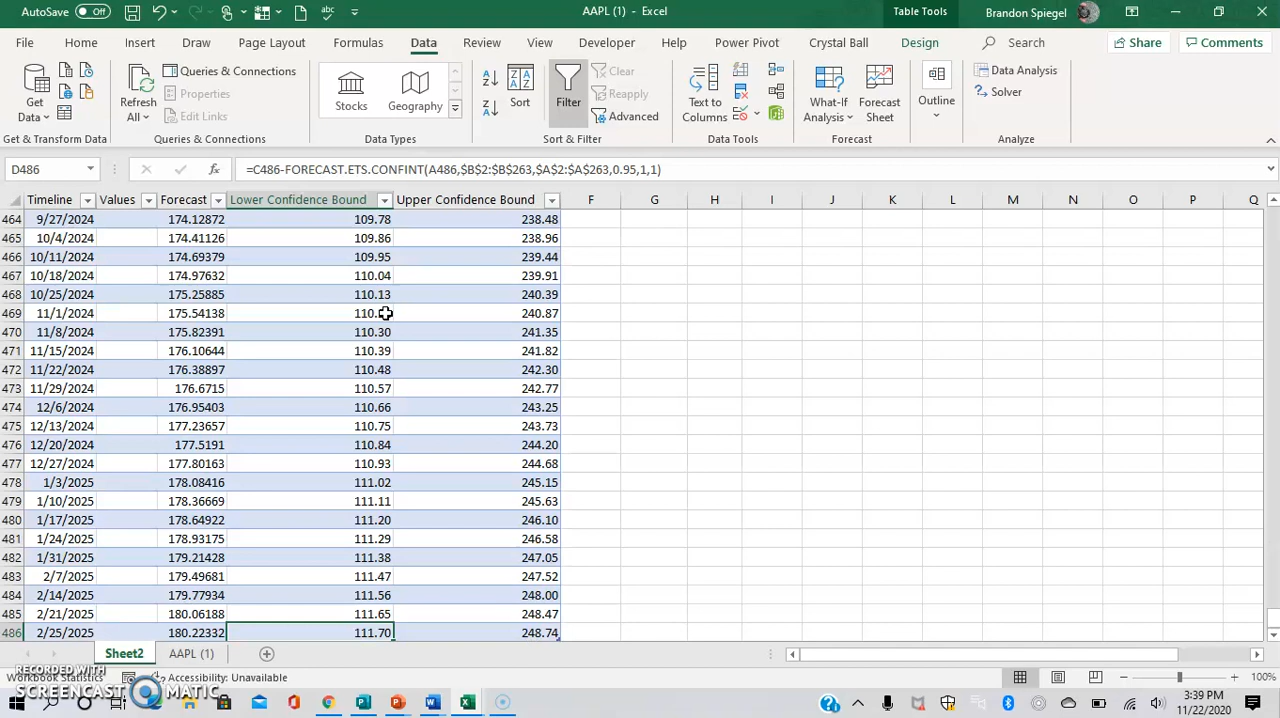 AutoSave Off AAPL (1) - Excel Table Tools Brandon Spiegel
File Home Insert Draw Page Layout Formulas Data Review View Developer Help Power Pivot Crystal Ball Design Search Share Comments
Get Data Refresh All Queries & Connections Properties Edit Links Stocks Geography Sort Filter Clear Reapply Advanced Text to Columns What-If Analysis Forecast Sheet Outline Data Analysis Solver
Get & Transform Data Queries & Connections Data Types Sort & Filter Data Tools Forecast Analyze
D486 fx =C486-FORECAST.ETS.CONFINT(A486,$B$2:$B$263,$A$2:$A$263,0.95,1,1)
Timeline Values Forecast Lower Confidence Bound Upper Confidence Bound F G H I J K L M N O P Q
464 9/27/2024 174.12872 109.78 238.48
465 10/4/2024 174.41126 109.86 238.96
466 10/11/2024 174.69379 109.95 239.44
467 10/18/2024 174.97632 110.04 239.91
468 10/25/2024 175.25885 110.13 240.39
469 11/1/2024 175.54138 240.87
470 11/8/2024 175.82391 110.30 241.35
471 11/15/2024 176.10644 110.39 241.82
472 11/22/2024 176.38897 110.48 242.30
473 11/29/2024 176.6715 110.57 242.77
474 12/6/2024 176.95403 110.66 243.25
475 12/13/2024 177.23657 110.75 243.73
476 12/20/2024 177.5191 110.84 244.20
477 12/27/2024 177.80163 110.93 244.68
478 1/3/2025 178.08416 111.02 245.15
479 1/10/2025 178.36669 111.11 245.63
480 1/17/2025 178.64922 111.20 246.10
481 1/24/2025 178.93175 111.29 246.58
482 1/31/2025 179.21428 111.38 247.05
483 2/7/2025 179.49681 111.47 247.52
484 2/14/2025 179.77934 111.56 248.00
485 2/21/2025 180.06188 111.65 248.47
486 2/25/2025 180.22332 111.70 248.74
Sheet2 AAPL (1)
RECORDED WITH
Workbook Statistics Accessibility: Unavailable 100%
SCREENCAST MATIC
3:39 PM
11/22/2020